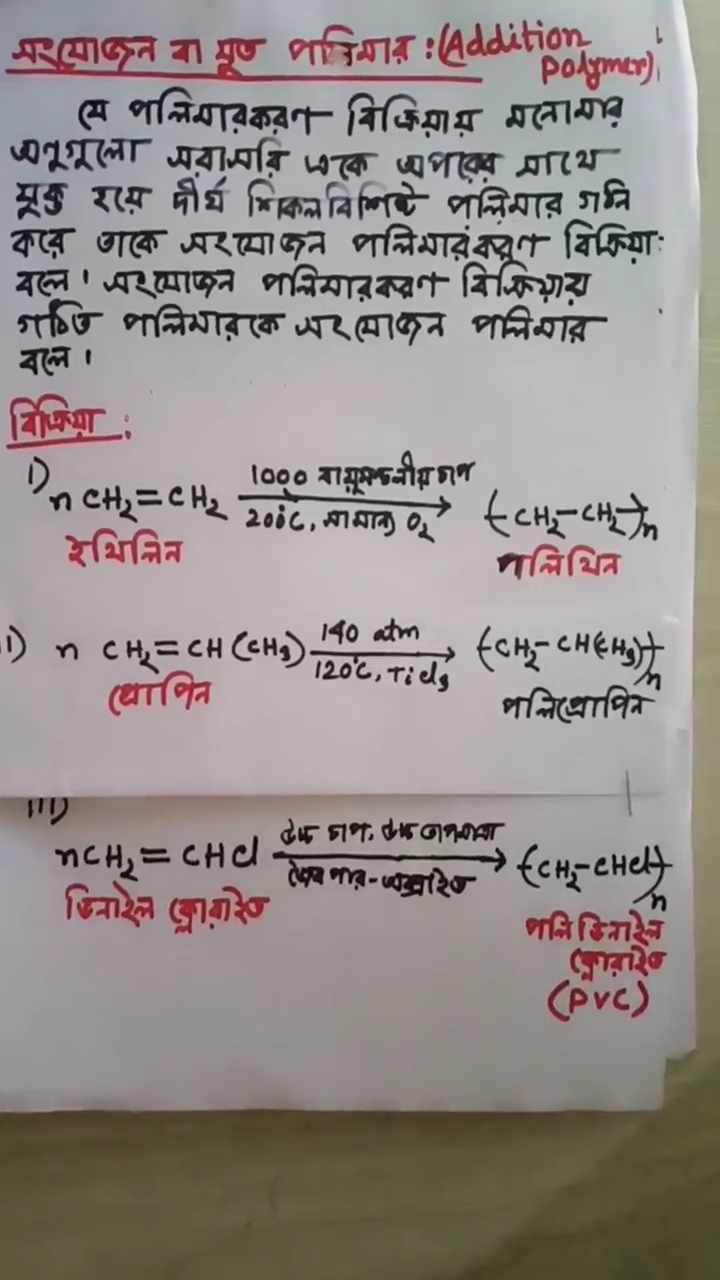 সংযোজন বা যুত পলিমার : (Addition Polymer)
যে পলিমারকরণ বিক্রিয়ায় মনোমার
অনুগুলো সরাসরি একে অপরের সাথে
যুক্ত হয়ে দীর্ঘ শিকলবিশিষ্ট পলিমার গঠন
করে তাকে সংযোজন পলিমারকরণ বিক্রিয়া
বলে। সংযোজন পলিমারকরণ বিক্রিয়ায়
গঠিত পলিমারকে সংযোজন পলিমার
বলে।
বিক্রিয়া :
i) n CH₂=CH₂ 1000 বায়ুমন্ডলীয় চাপ 200°C, সামান্য O₂ (CH₂-CH₂)n
ইথিলিন পলিথিন
n CH₂=CH(CH₃) 140 atm 120°C, TiCl₃ (CH₂-CH(CH₃))n
প্রোপিন পলিপ্রোপিন
iii)
nCH₂=CHCl উচ্চ চাপ, উচ্চ তাপমাত্রা জৈব পার-অক্সাইড (CH₂-CHCl)n
ভিনাইল ক্লোরাইড পলি ভিনাইল
ক্লোরাইড
(PVC)